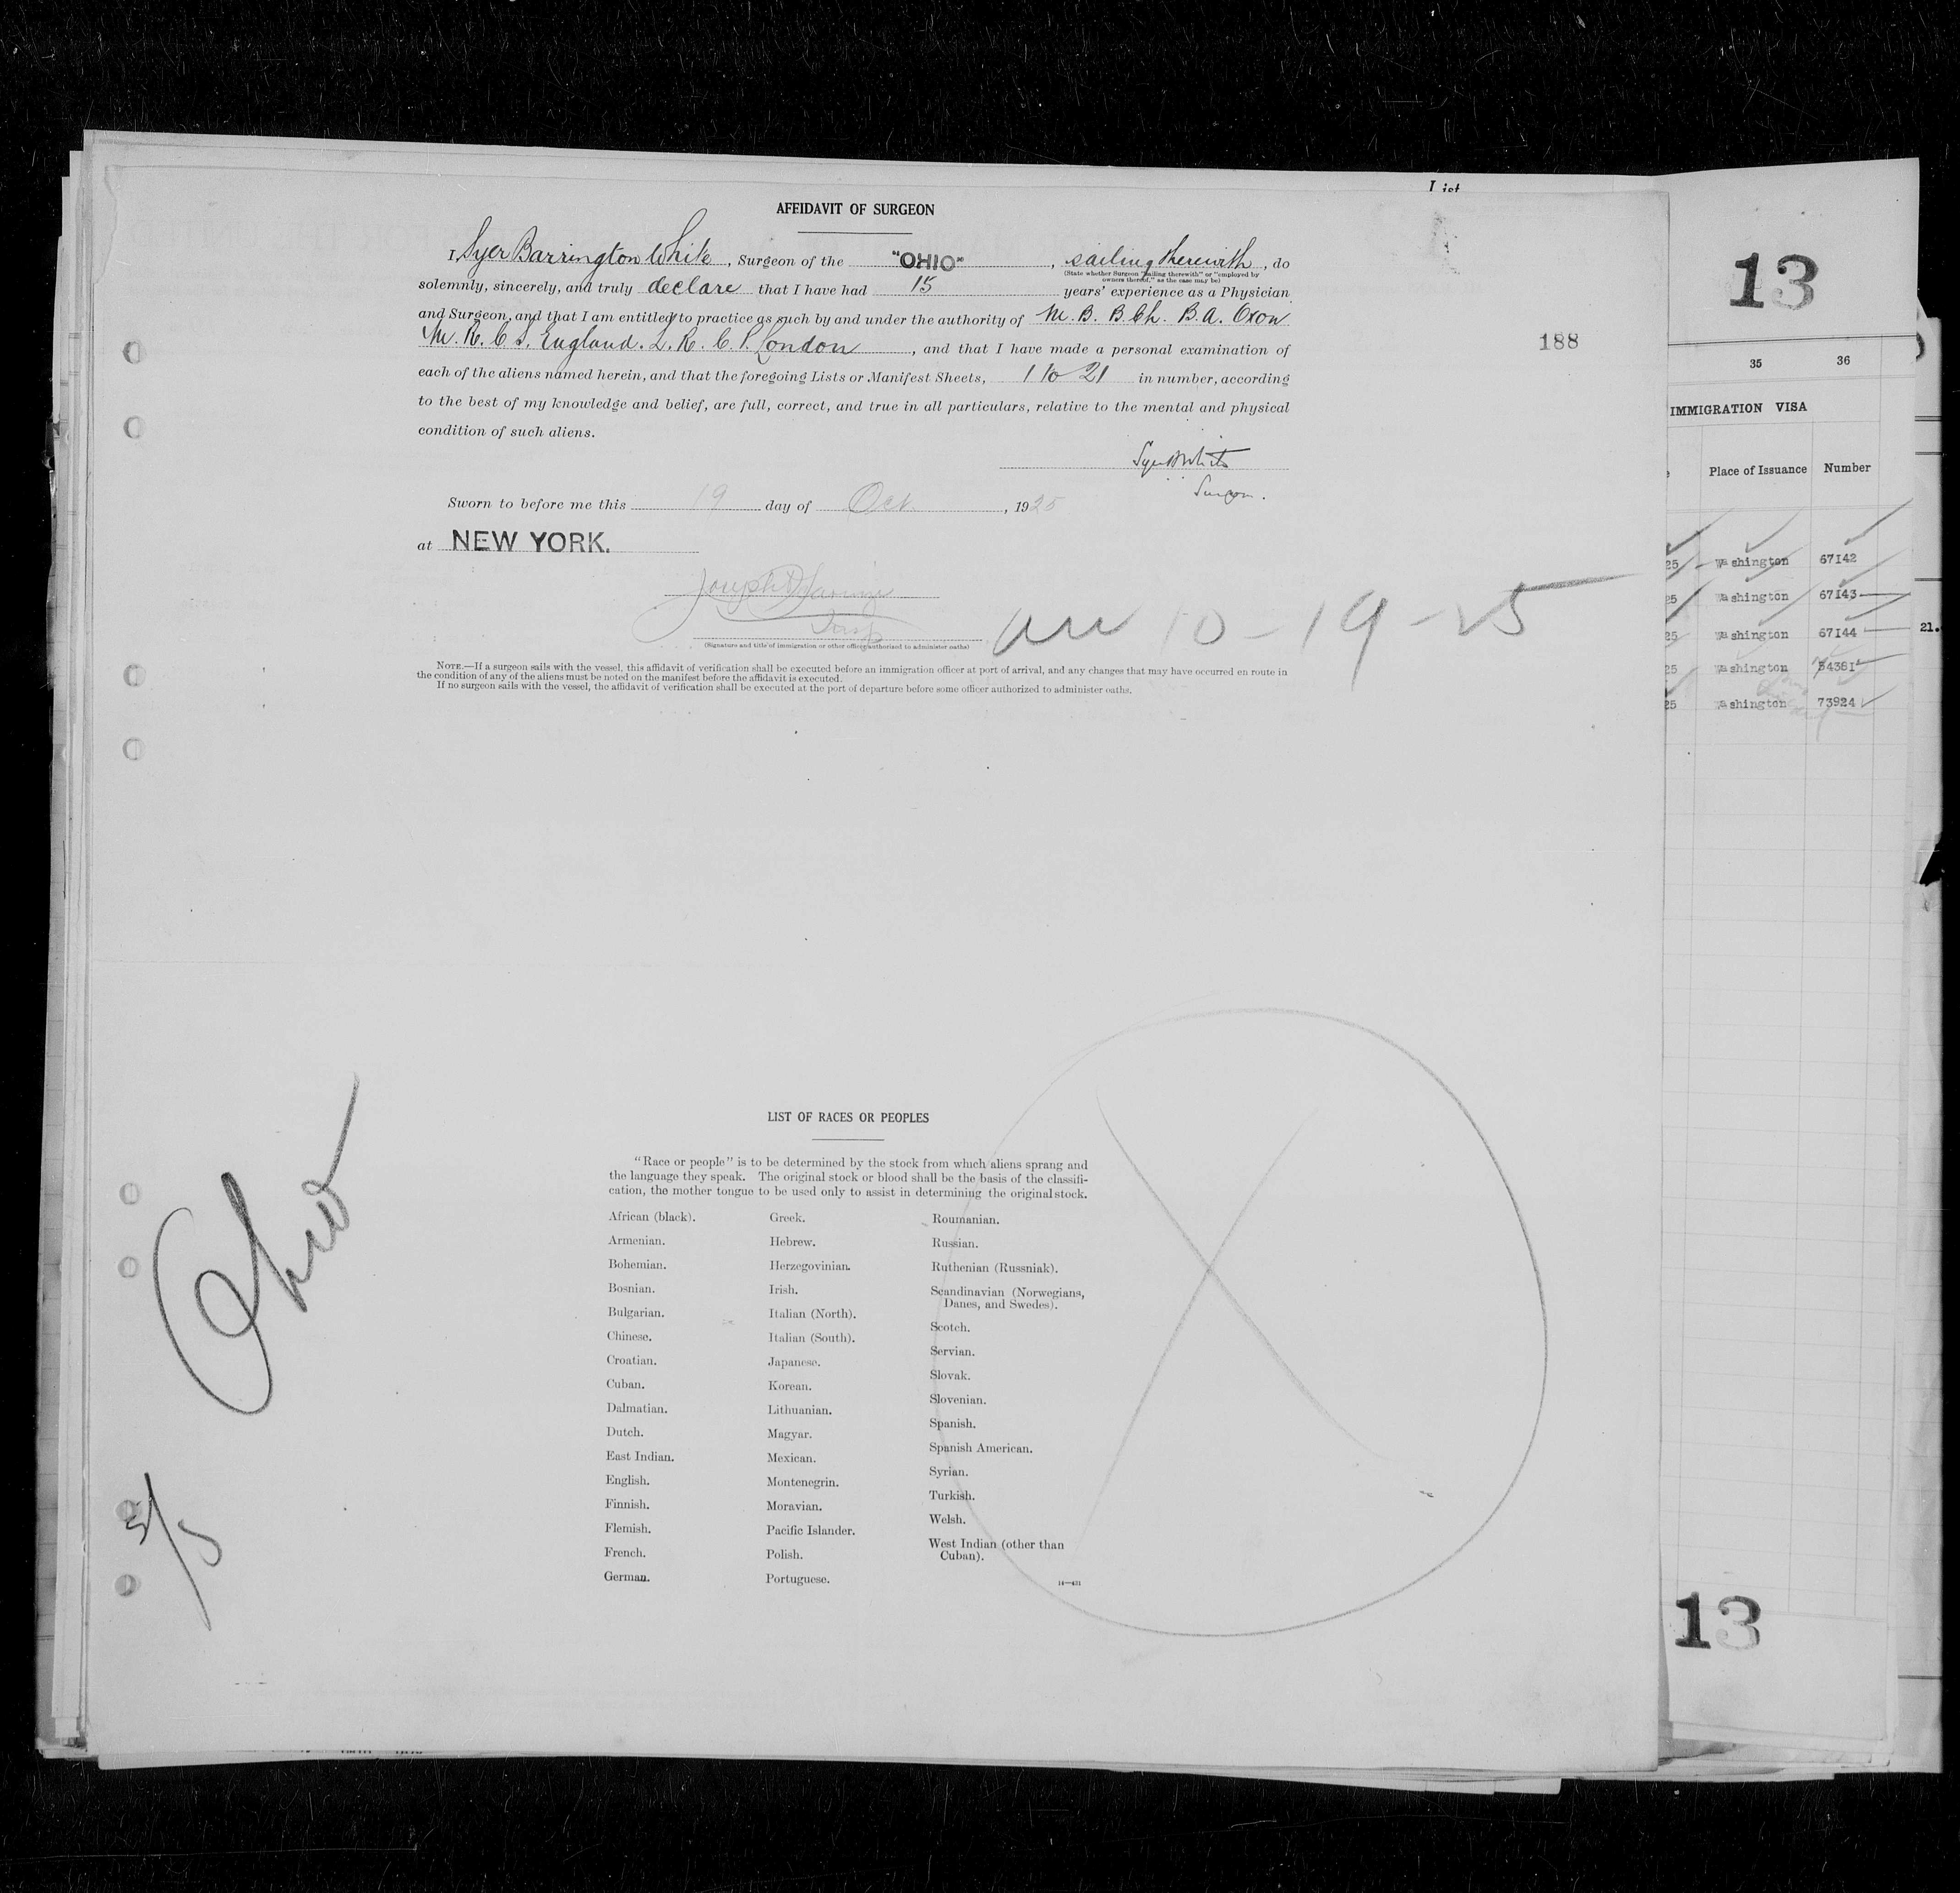 List
AFFIDAVIT OF SURGEON
I, Syer Barrington White, Surgeon of the "OHIO", sailing therewith, do
(State whether Surgeon "sailing therewith" or "employed by
owners thereof," as the case may be)
solemnly, sincerely, and truly declare that I have had 15 years' experience as a Physician
and Surgeon, and that I am entitled to practice as such by and under the authority of M. B. B. Ch. B. A. Oxon
M. R. C. S. England. L. R. C. P. London, and that I have made a personal examination of
each of the aliens named herein, and that the foregoing Lists or Manifest Sheets, 1 to 21 in number, according
to the best of my knowledge and belief, are full, correct, and true in all particulars, relative to the mental and physical
condition of such aliens.
Syer B White
Surgeon.
Sworn to before me this 19 day of Oct., 1925
at NEW YORK.
Joseph
Insp
10-19-25
(Signature and title of immigration or other officer authorized to administer oaths)
NOTE.—If a surgeon sails with the vessel, this affidavit of verification shall be executed before an immigration officer at port of arrival, and any changes that may have occurred en route in
the condition of any of the aliens must be noted on the manifest before the affidavit is executed.
If no surgeon sails with the vessel, the affidavit of verification shall be executed at the port of departure before some officer authorized to administer oaths.
188
Ohio
LIST OF RACES OR PEOPLES
"Race or people" is to be determined by the stock from which aliens sprang and
the language they speak. The original stock or blood shall be the basis of the classifi-
cation, the mother tongue to be used only to assist in determining the original stock.
African (black).
Armenian.
Bohemian.
Bosnian.
Bulgarian.
Chinese.
Croatian.
Cuban.
Dalmatian.
Dutch.
East Indian.
English.
Finnish.
Flemish.
French.
German.
Greek.
Hebrew.
Herzegovinian.
Irish.
Italian (North).
Italian (South).
Japanese.
Korean.
Lithuanian.
Magyar.
Mexican.
Montenegrin.
Moravian.
Pacific Islander.
Polish.
Portuguese.
Roumanian.
Russian.
Ruthenian (Russniak).
Scandinavian (Norwegians,
Danes, and Swedes).
Scotch.
Servian.
Slovak.
Slovenian.
Spanish.
Spanish American.
Syrian.
Turkish.
Welsh.
West Indian (other than
Cuban).
14—431
13
35 36
IMMIGRATION VISA
Place of Issuance Number
25 Washington 67142
25 Washington 67143
25 Washington 67144
25 Washington 54381
25 Washington 73924
21.
13